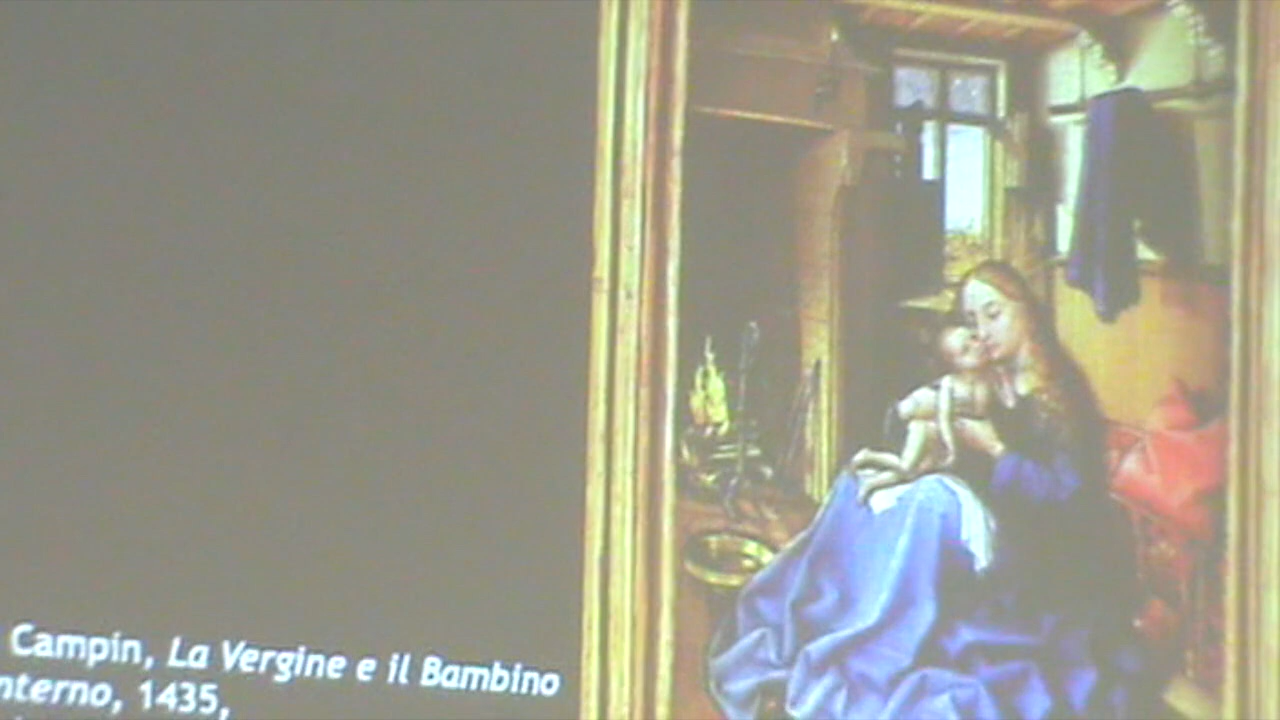 Campin, La Vergine e il Bambino
nterno, 1435,